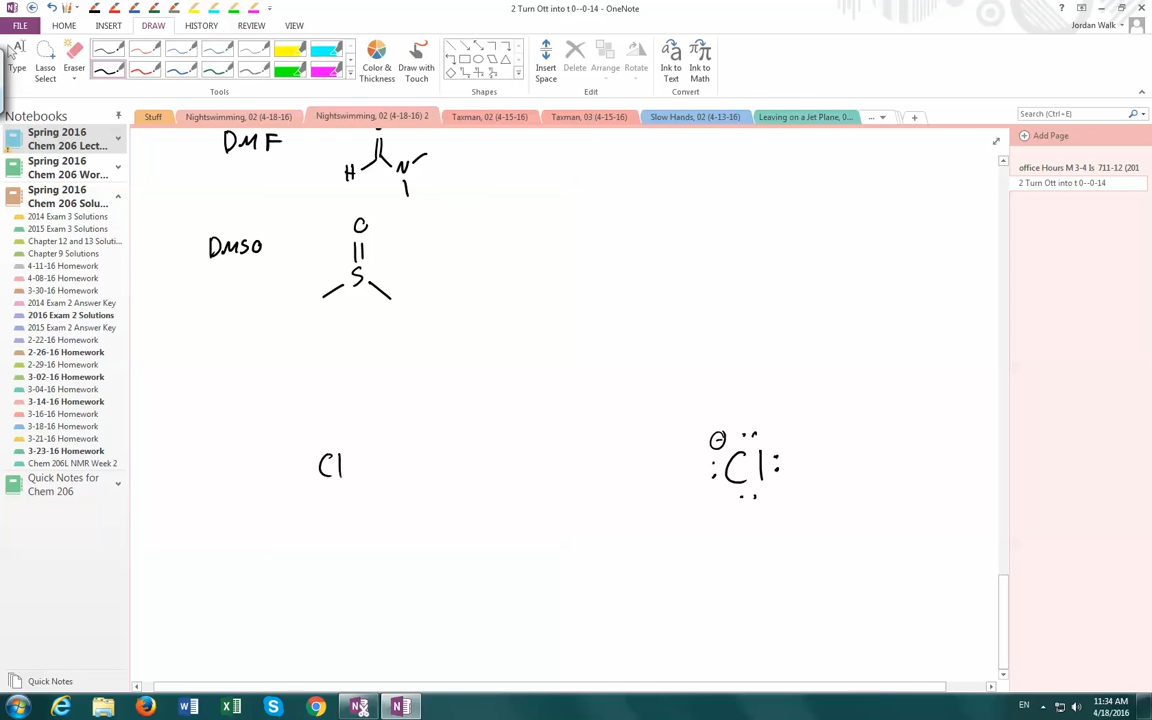 2 Turn Ott into t 0--0-14 - OneNote
FILE HOME INSERT DRAW HISTORY REVIEW VIEW
Jordan Walk
Type
Lasso Select
Eraser
Color & Thickness
Draw with Touch
Insert Space
Delete
Arrange
Rotate
Ink to Text
Ink to Math
Tools Shapes Edit Convert
Notebooks
Stuff Nightswimming, 02 (4-18-16) Nightswimming, 02 (4-18-16) 2 Taxman, 02 (4-15-16) Taxman, 03 (4-15-16) Slow Hands, 02 (4-13-16) Leaving on a Jet Plane, 0... ...
Search (Ctrl+E)
Spring 2016
Chem 206 Lect...
Spring 2016
Chem 206 Wor...
Spring 2016
Chem 206 Solu...
2014 Exam 3 Solutions
2015 Exam 3 Solutions
Chapter 12 and 13 Soluti...
Chapter 9 Solutions
4-11-16 Homework
4-08-16 Homework
3-30-16 Homework
2014 Exam 2 Answer Key
2016 Exam 2 Solutions
2015 Exam 2 Answer Key
2-22-16 Homework
2-26-16 Homework
2-29-16 Homework
3-02-16 Homework
3-04-16 Homework
3-14-16 Homework
3-16-16 Homework
3-18-16 Homework
3-21-16 Homework
3-23-16 Homework
Chem 206L NMR Week 2
Quick Notes for
Chem 206
Quick Notes
DMF
H N
DMSO
O
S
Cl
⊖ :Cl:
Add Page
office Hours M 3-4 Is 711-12 (201
2 Turn Ott into t 0--0-14
EN
11:34 AM
4/18/2016